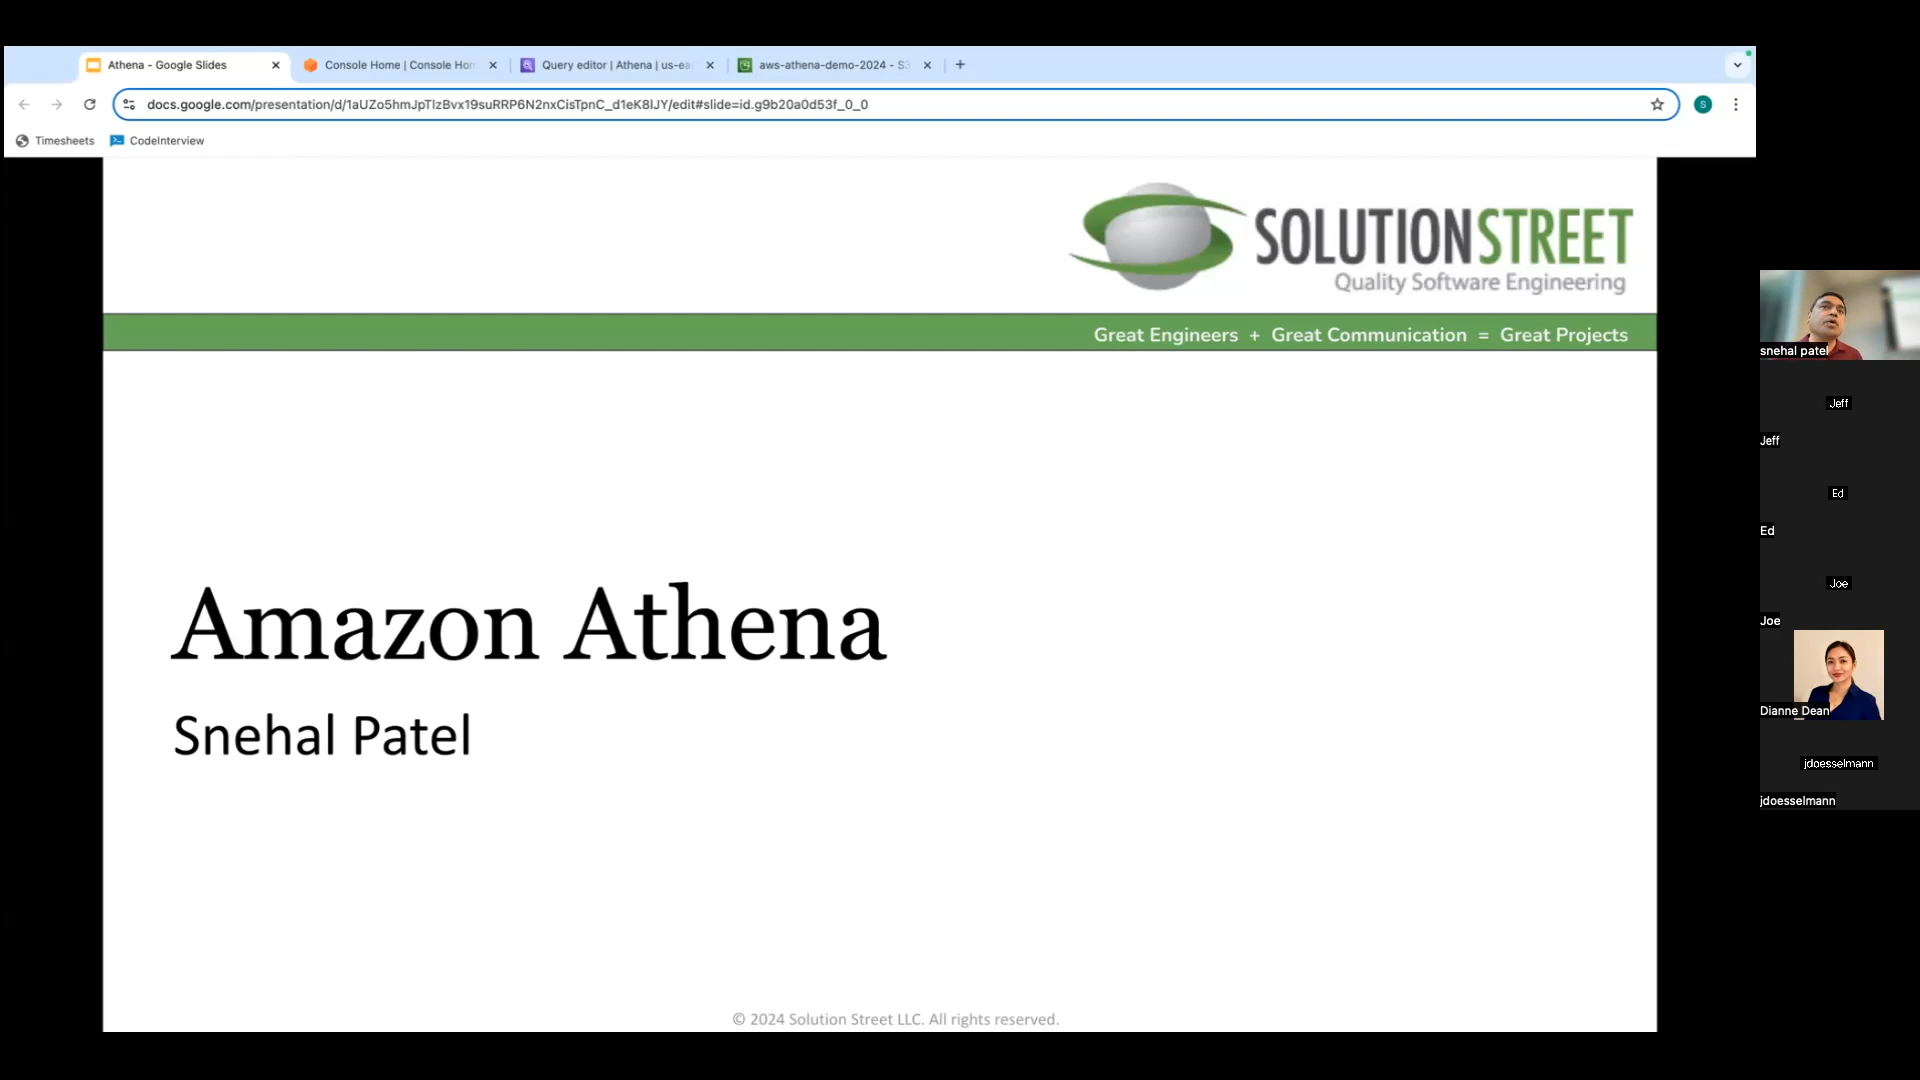 Athena - Google Slides
Console Home | Console Hom
Query editor | Athena | us-ea
aws-athena-demo-2024 - S3
docs.google.com/presentation/d/1aUZo5hmJpTlzBvx19suRRP6N2nxCisTpnC_d1eK8lJY/edit#slide=id.g9b20a0d53f_0_0
S
Timesheets
CodeInterview
SOLUTIONSTREET
Quality Software Engineering
Great Engineers + Great Communication = Great Projects
Amazon Athena
Snehal Patel
© 2024 Solution Street LLC. All rights reserved.
snehal patel
Jeff
Jeff
Ed
Ed
Joe
Joe
Dianne Dean
jdoesselmann
jdoesselmann